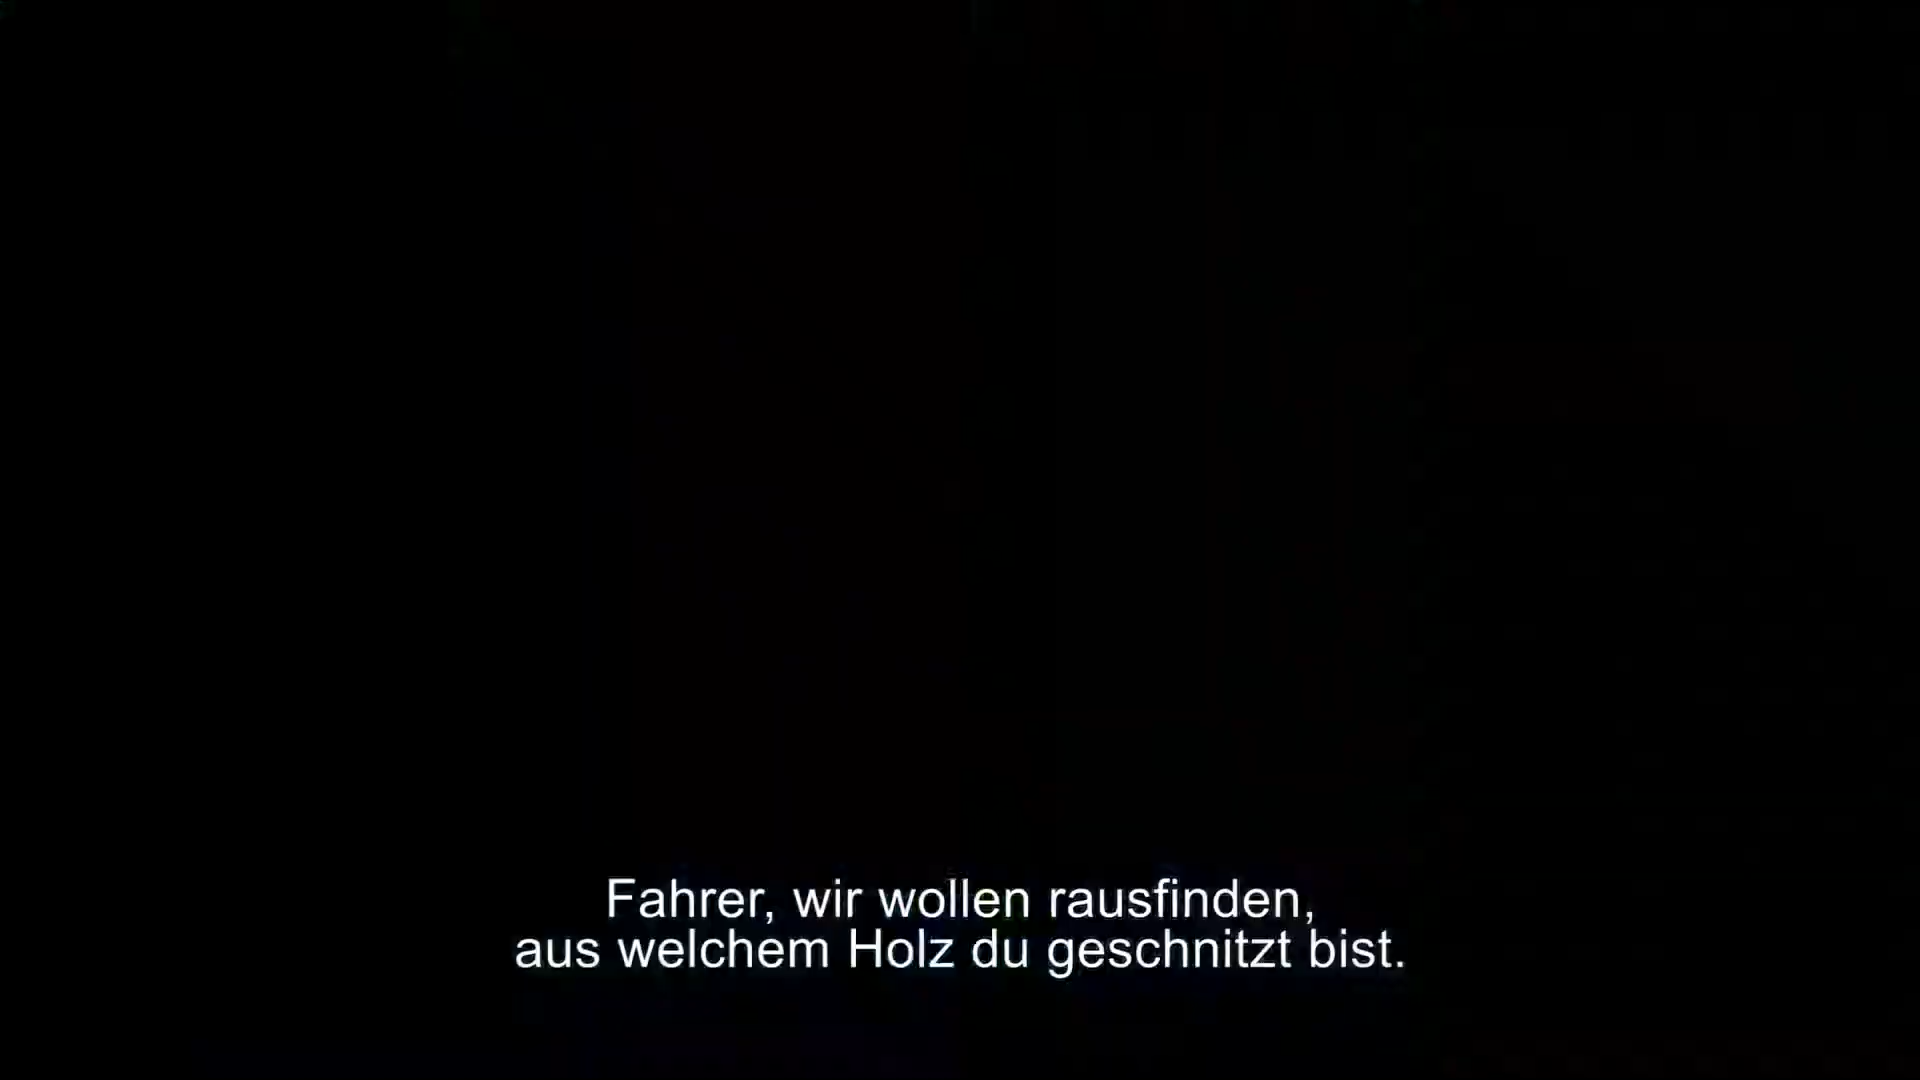 Fahrer, wir wollen rausfinden,
aus welchem Holz du geschnitzt bist.